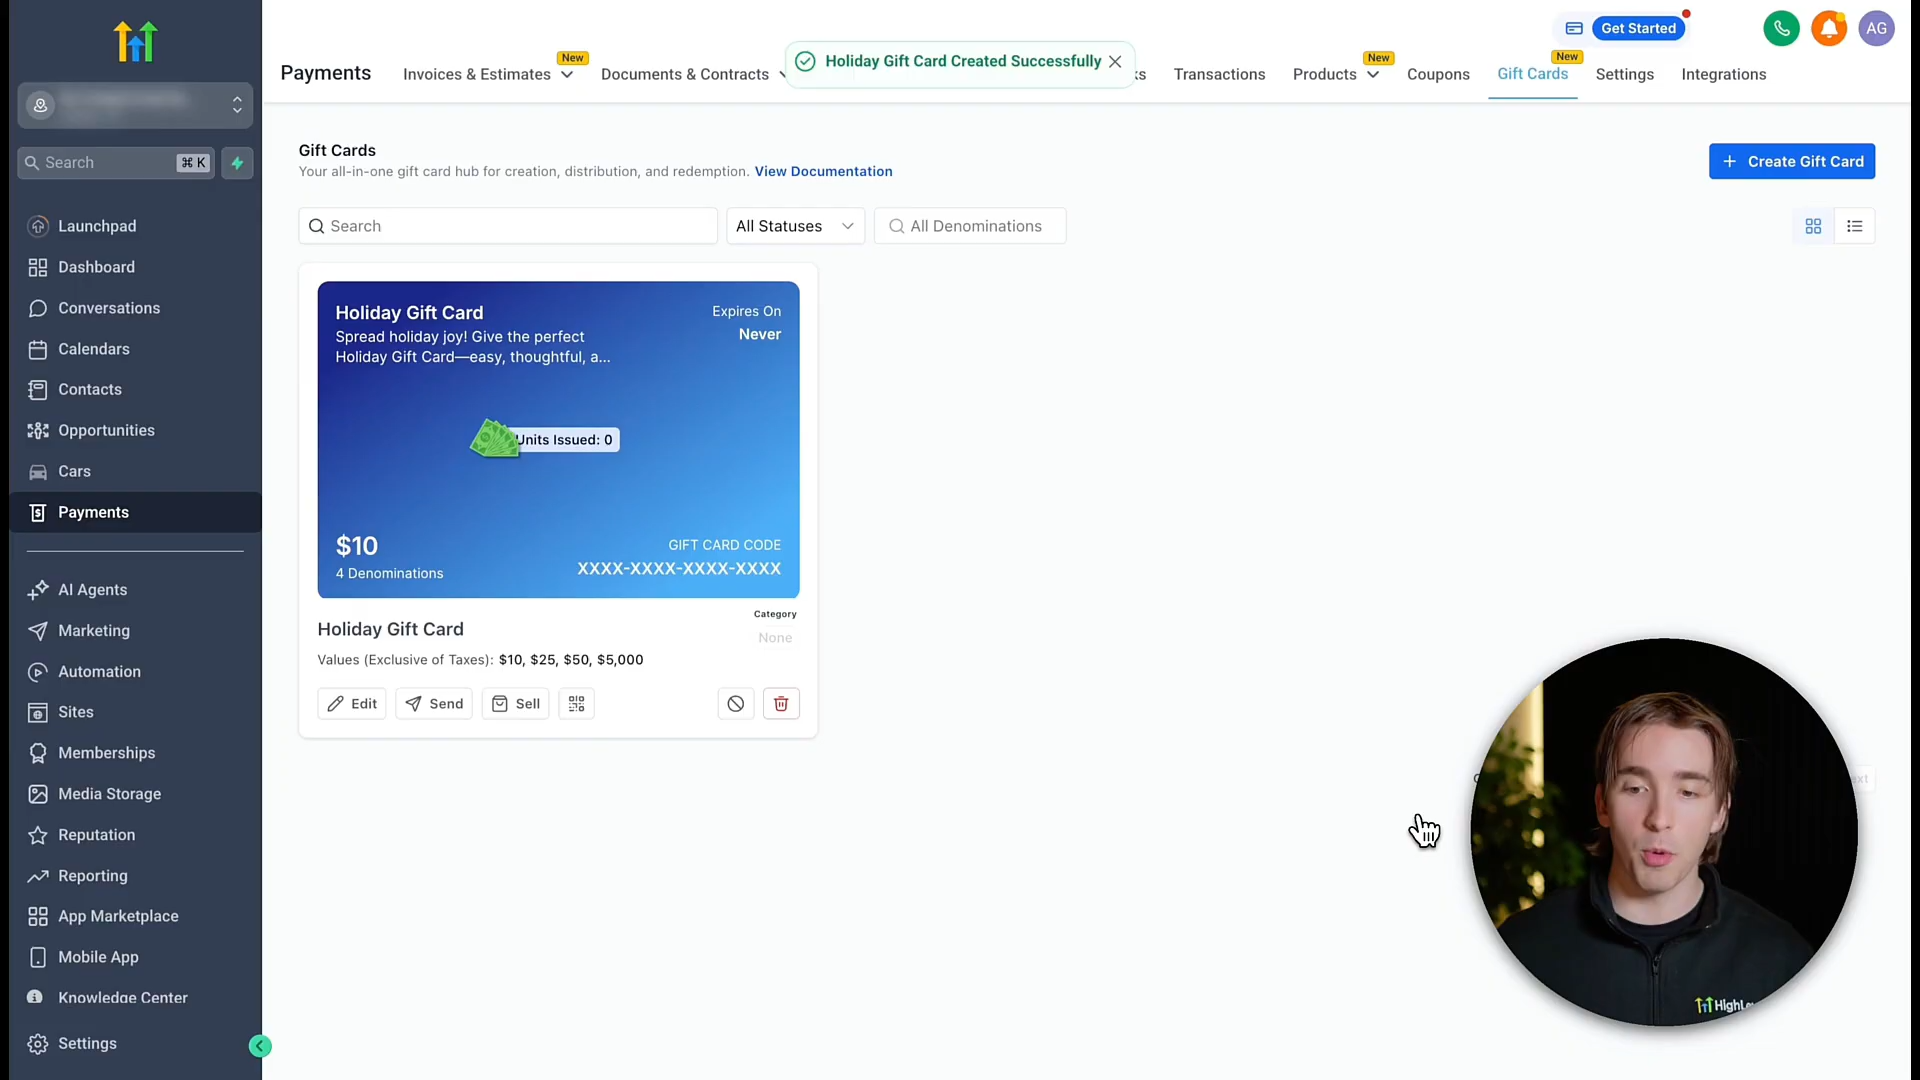 Get Started
AG
Payments
Invoices & Estimates
New
Documents & Contracts
Holiday Gift Card Created Successfully
Transactions
Products
New
Coupons
Gift Cards
New
Settings
Integrations
Search
⌘ K
Launchpad
Dashboard
Conversations
Calendars
Contacts
Opportunities
Cars
Payments
AI Agents
Marketing
Automation
Sites
Memberships
Media Storage
Reputation
Reporting
App Marketplace
Mobile App
Knowledge Center
Settings
Gift Cards
Your all-in-one gift card hub for creation, distribution, and redemption. View Documentation
+ Create Gift Card
Search
All Statuses
All Denominations
Holiday Gift Card
Spread holiday joy! Give the perfect
Holiday Gift Card—easy, thoughtful, a...
Expires On
Never
Units Issued: 0
$10
4 Denominations
GIFT CARD CODE
XXXX-XXXX-XXXX-XXXX
Holiday Gift Card
Category
None
Values (Exclusive of Taxes): $10, $25, $50, $5,000
Edit
Send
Sell